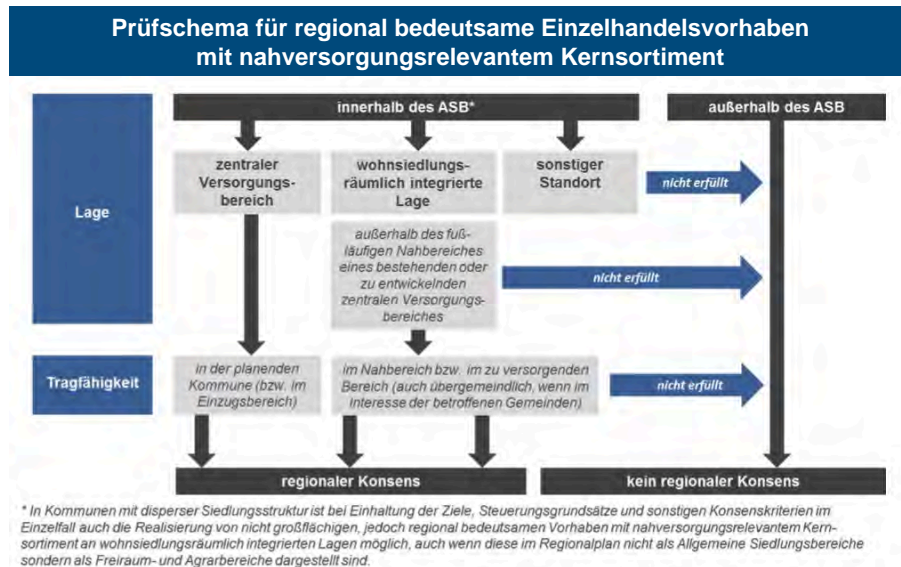 Prüfschema für regional bedeutsame Einzelhandelsvorhaben
mit nahversorgungsrelevantem Kernsortiment
innerhalb des ASB*
außerhalb des ASB
Lage
zentraler
Versorgungs-
bereich
wohnsiedlungs-
räumlich integrierte
Lage
sonstiger
Standort
nicht erfüllt
außerhalb des fuß-
läufigen Nahbereiches
eines bestehenden oder
zu entwickelnden
zentralen Versorgungs-
bereiches
nicht erfüllt
Tragfähigkeit
in der planenden
Kommune (bzw. im
Einzugsbereich)
im Nahbereich bzw. im zu versorgenden
Bereich (auch übergemeindlich, wenn im
Interesse der betroffenen Gemeinden)
nicht erfüllt
regionaler Konsens
kein regionaler Konsens
* In Kommunen mit disperser Siedlungsstruktur ist bei Einhaltung der Ziele, Steuerungsgrundsätze und sonstigen Konsenskriterien im
Einzelfall auch die Realisierung von nicht großflächigen, jedoch regional bedeutsamen Vorhaben mit nahversorgungsrelevantem Kern-
sortiment an wohnsiedlungsräumlich integrierten Lagen möglich, auch wenn diese im Regionalplan nicht als Allgemeine Siedlungsbereiche
sondern als Freiraum- und Agrarbereiche dargestellt sind.